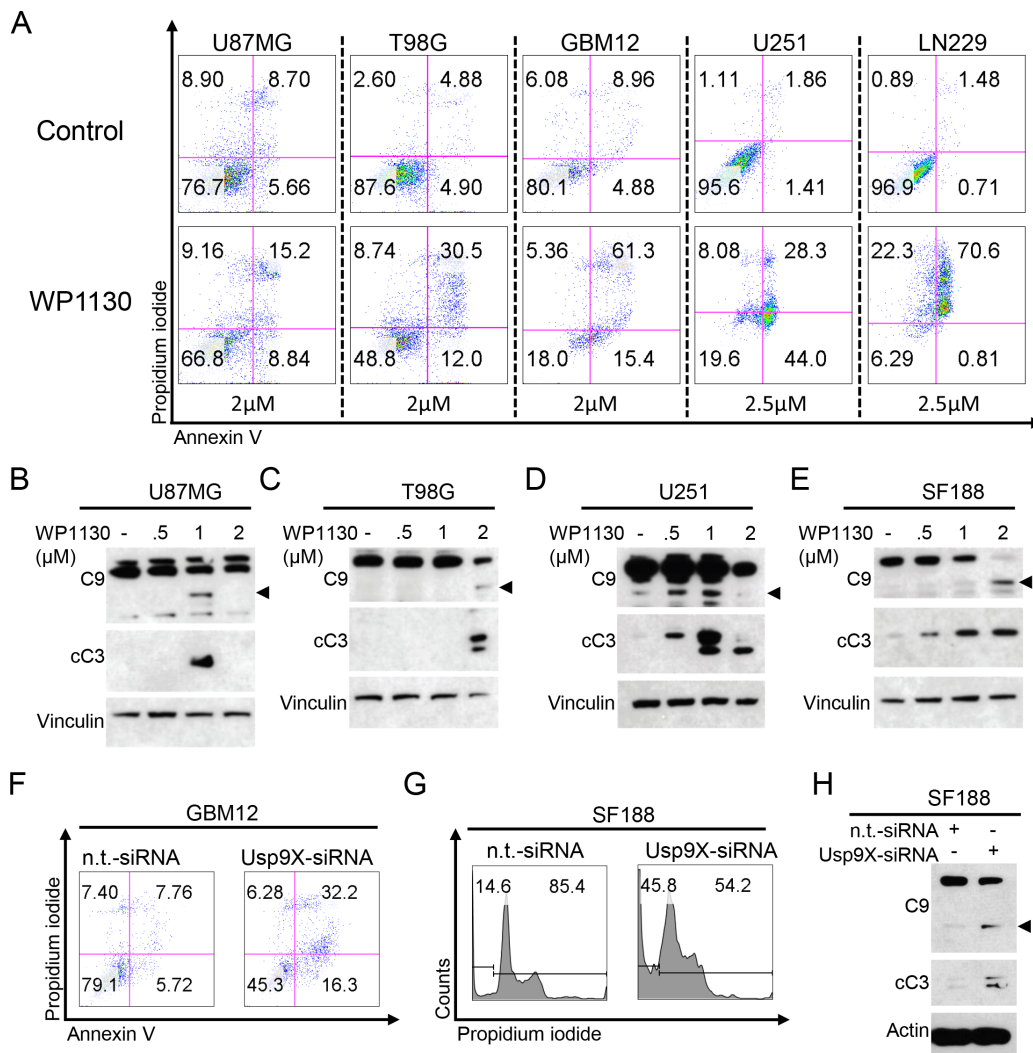 A
U87MG T98G GBM12 U251 LN229
Control
8.90 8.70 2.60 4.88 6.08 8.96 1.11 1.86 0.89 1.48
76.7 5.66 87.6 4.90 80.1 4.88 95.6 1.41 96.9 0.71
WP1130
9.16 15.2 8.74 30.5 5.36 61.3 8.08 28.3 22.3 70.6
66.8 8.84 48.8 12.0 18.0 15.4 19.6 44.0 6.29 0.81
Propidium iodide
2µM 2µM 2µM 2.5µM 2.5µM
Annexin V
B
U87MG
WP1130 - .5 1 2
(µM)
C9
cC3
Vinculin
C
T98G
WP1130 - .5 1 2
(µM)
C9
cC3
Vinculin
D
U251
WP1130 - .5 1 2
(µM)
C9
cC3
Vinculin
E
SF188
WP1130 - .5 1 2
(µM)
C9
cC3
Vinculin
F
GBM12
n.t.-siRNA Usp9X-siRNA
7.40 7.76 6.28 32.2
79.1 5.72 45.3 16.3
Propidium iodide
Annexin V
G
SF188
n.t.-siRNA Usp9X-siRNA
14.6 85.4 45.8 54.2
Counts
Propidium iodide
H
SF188
n.t.-siRNA + -
Usp9X-siRNA - +
C9
cC3
Actin